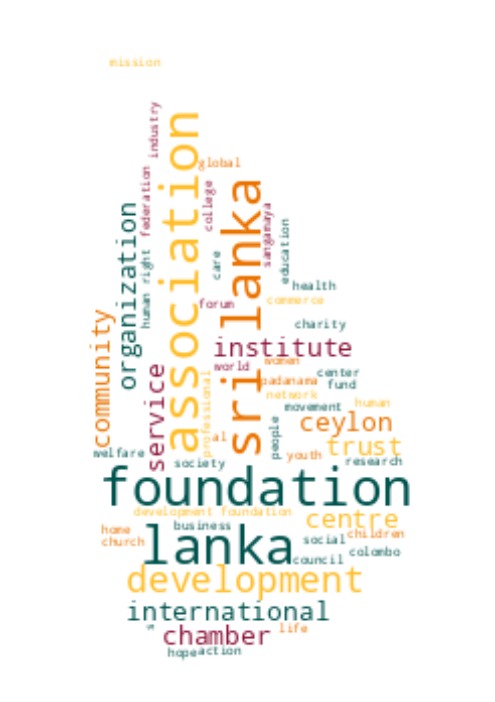 mission
industry
association
global
federation
college
sri lanka
organization
sangamaya
education
human right
care
health
forum
commerce
community
charity
institute
world
women
service
professional
padanama
center
fund
network
movement
human
people
ceylon
al
trust
welfare
youth
society
research
foundation
development foundation
centre
home
business
lanka
social
children
church
council
colombo
development
international
chamber
life
hope
action